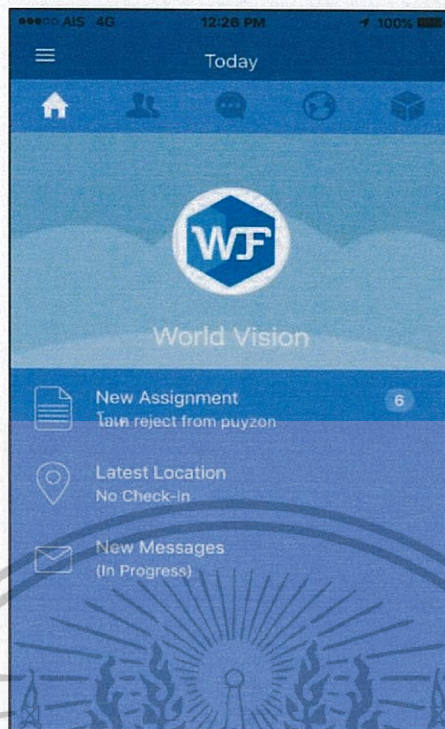 AIS 4G 12:26 PM 100%
Today
WF
World Vision
New Assignment 6
โอเค reject from puyzon
Latest Location
No Check-in
New Messages
(In Progress)